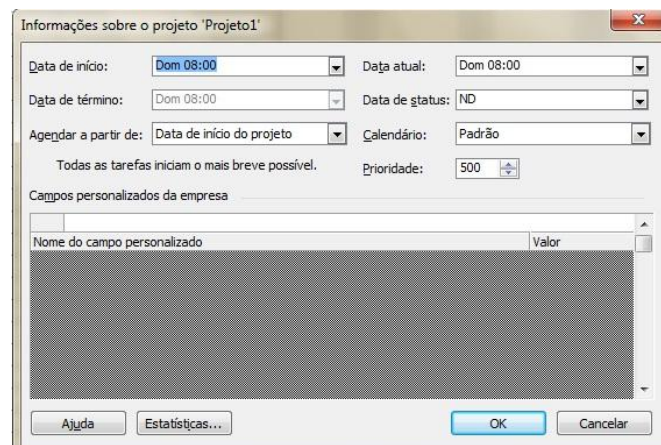 Informações sobre o projeto 'Projeto1'
Data de início: Dom 08:00 Data atual: Dom 08:00
Data de término: Dom 08:00 Data de status: ND
Agendar a partir de: Data de início do projeto Calendário: Padrão
Todas as tarefas iniciam o mais breve possível. Prioridade: 500
Campos personalizados da empresa
Nome do campo personalizado Valor
Ajuda Estatísticas... OK Cancelar